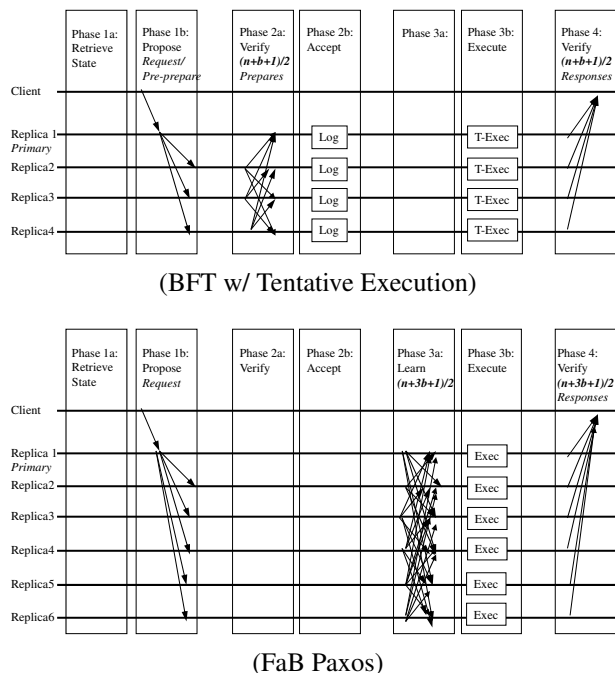 Phase 1a: Retrieve State
Phase 1b: Propose Request/ Pre-prepare
Phase 2a: Verify (n+b+1)/2 Prepares
Phase 2b: Accept
Phase 3a:
Phase 3b: Execute
Phase 4: Verify (n+b+1)/2 Responses
Client
Replica 1 Log T-Exec
Primary
Replica2 Log T-Exec
Replica3 Log T-Exec
Replica4 Log T-Exec
(BFT w/ Tentative Execution)
Phase 1a: Retrieve State
Phase 1b: Propose Request
Phase 2a: Verify
Phase 2b: Accept
Phase 3a: Learn (n+3b+1)/2
Phase 3b: Execute
Phase 4: Verify (n+3b+1)/2 Responses
Client
Replica 1 Exec
Primary
Replica2 Exec
Replica3 Exec
Replica4 Exec
Replica5 Exec
Replica6 Exec
(FaB Paxos)